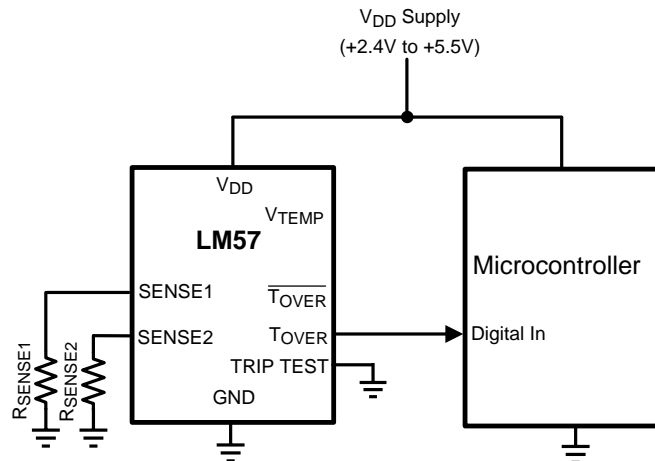 VDD Supply
(+2.4V to +5.5V)
VDD
VTEMP
LM57
SENSE1
TOVER
SENSE2
TOVER
TRIP TEST
GND
RSENSE1
RSENSE2
Microcontroller
Digital In